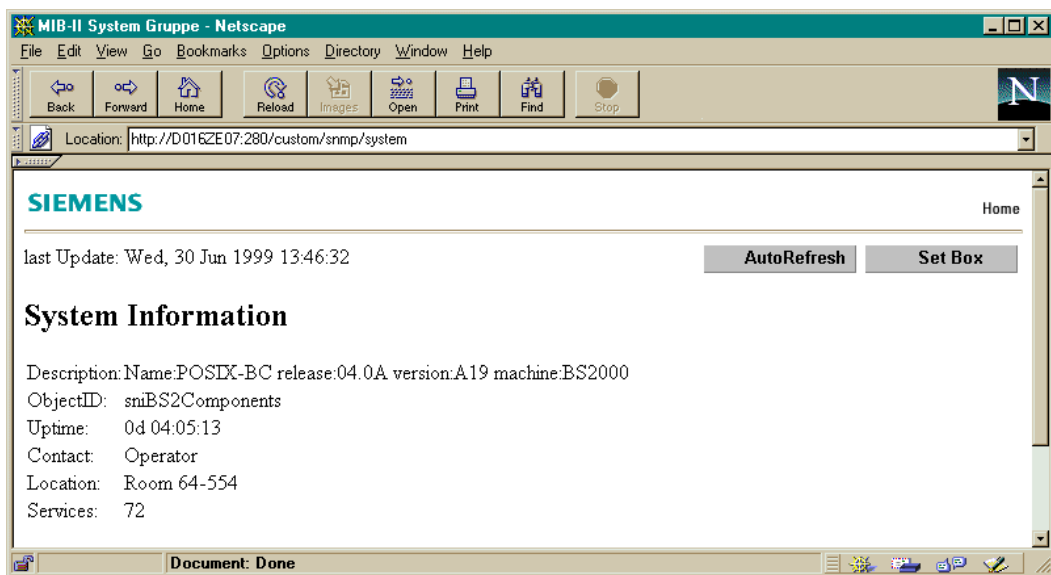 MIB-II System Gruppe - Netscape
File Edit View Go Bookmarks Options Directory Window Help
Back Forward Home Reload Images Open Print Find Stop
N
Location: http://D016ZE07:280/custom/snmp/system
SIEMENS
Home
last Update: Wed, 30 Jun 1999 13:46:32 AutoRefresh Set Box
System Information
Description: Name:POSIX-BC release:04.0A version:A19 machine:BS2000
ObjectID: sniBS2Components
Uptime: 0d 04:05:13
Contact: Operator
Location: Room 64-554
Services: 72
Document: Done